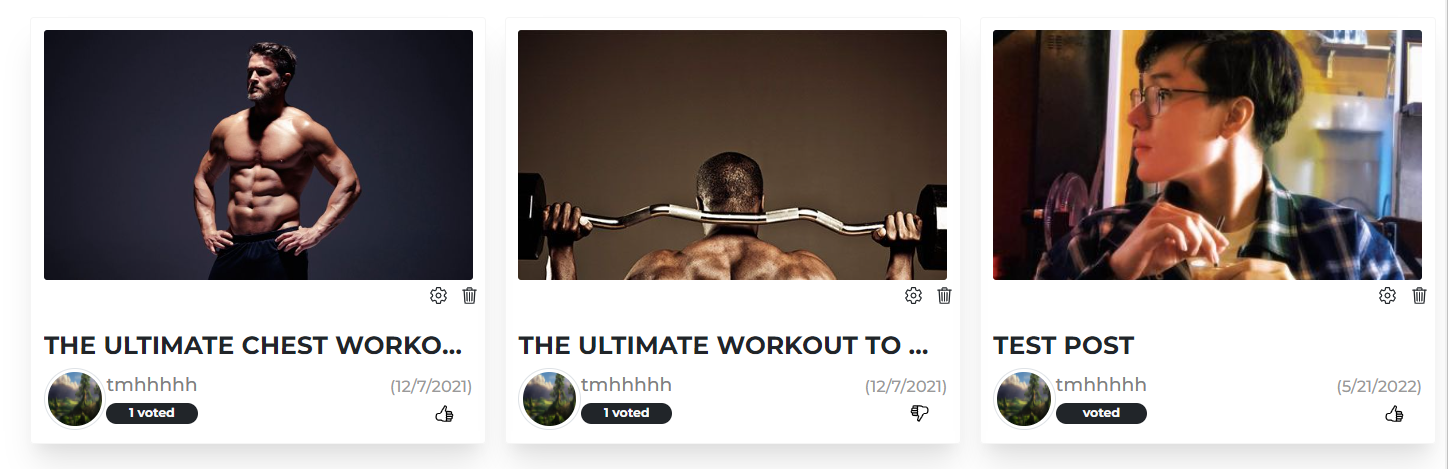 THE ULTIMATE CHEST WORKO...
tmhhhhh
(12/7/2021)
1 voted
THE ULTIMATE WORKOUT TO ...
tmhhhhh
(12/7/2021)
1 voted
TEST POST
tmhhhhh
(5/21/2022)
voted